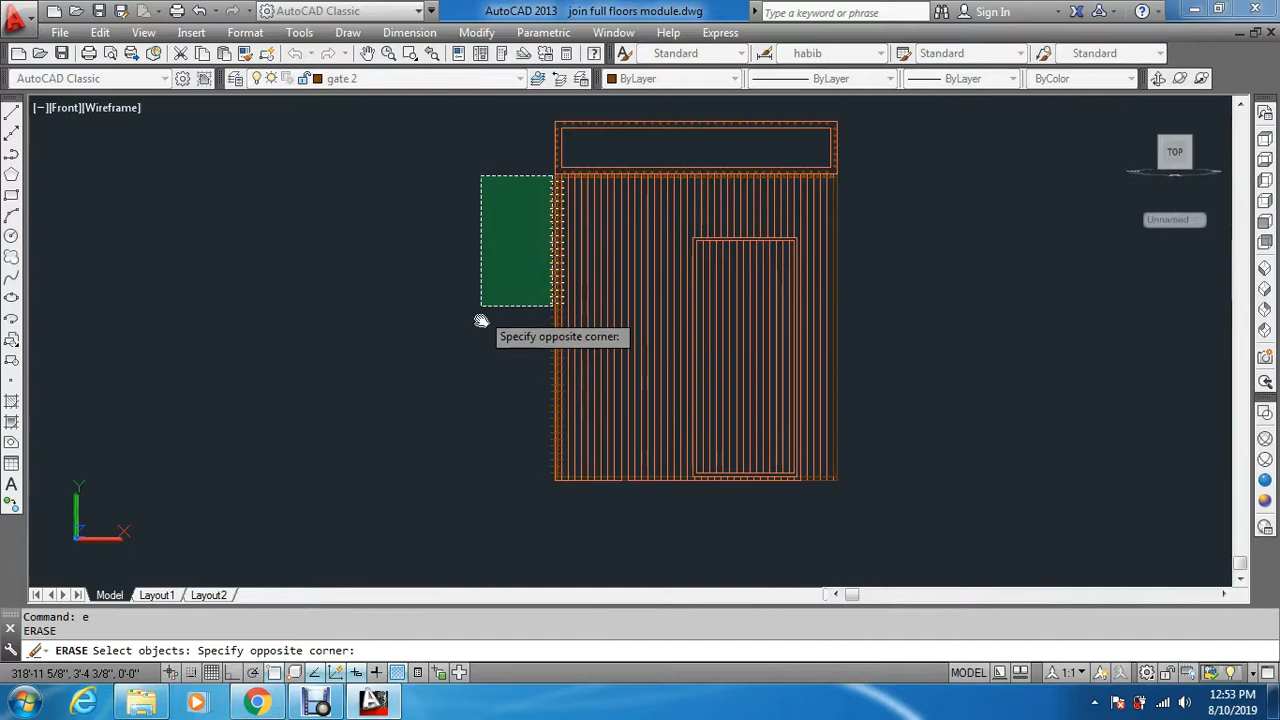 AutoCAD Classic
AutoCAD 2013 join full floors module.dwg
Type a keyword or phrase
Sign In
File Edit View Insert Format Tools Draw Dimension Modify Parametric Window Help Express
Standard
habib
Standard
Standard
AutoCAD Classic
gate 2
ByLayer
ByLayer
ByLayer
ByColor
[−][Front][Wireframe]
TOP
Unnamed
Specify opposite corner:
Y
X
Model Layout1 Layout2
Command: e
ERASE
ERASE Select objects: Specify opposite corner:
318'-11 5/8", 3'-4 3/8", 0'-0"
MODEL
1:1
12:53 PM
8/10/2019